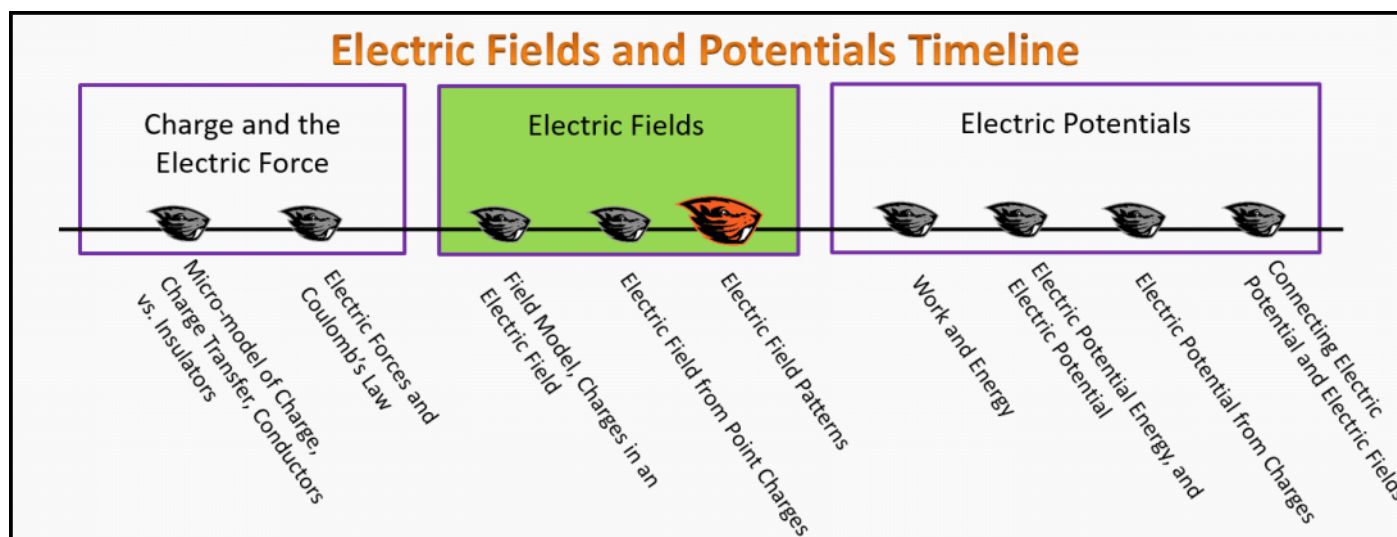 Electric Fields and Potentials Timeline
Charge and the
Electric Force
Electric Fields
Electric Potentials
Micro-model of Charge,
Charge Transfer, Conductors
vs. Insulators
Electric Forces and
Coulomb's Law
Field Model, Charges in an
Electric Field
Electric Field from Point Charges
Electric Field Patterns
Work and Energy
Electric Potential Energy, and
Electric Potential
Electric Potential from Charges
Connecting Electric
Potential and Electric Fields